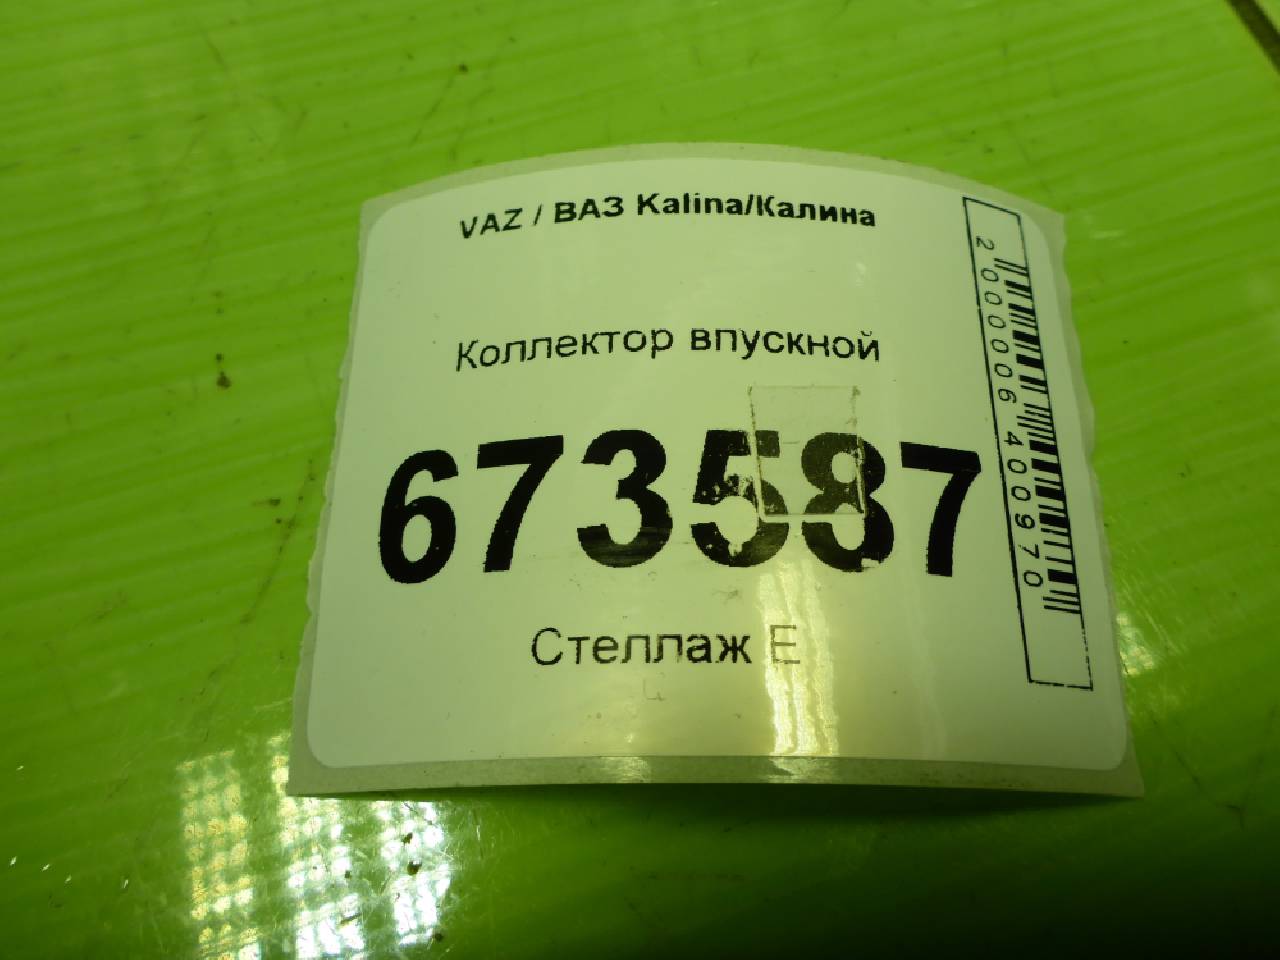 VAZ / ВАЗ Kalina/Калина
Коллектор впускной
673587
Стеллаж Е
2000006400970